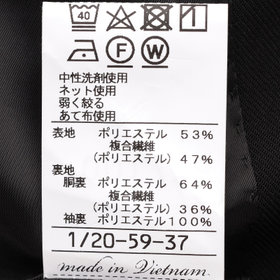 40
F W
中性洗剤使用
ネット使用
弱く絞る
あて布使用
表地 ポリエステル 53%
複合繊維
(ポリエステル) 47%
裏地
胴裏 ポリエステル 64%
複合繊維
(ポリエステル) 36%
袖裏 ポリエステル100%
1/20-59-37
made in Vietnam